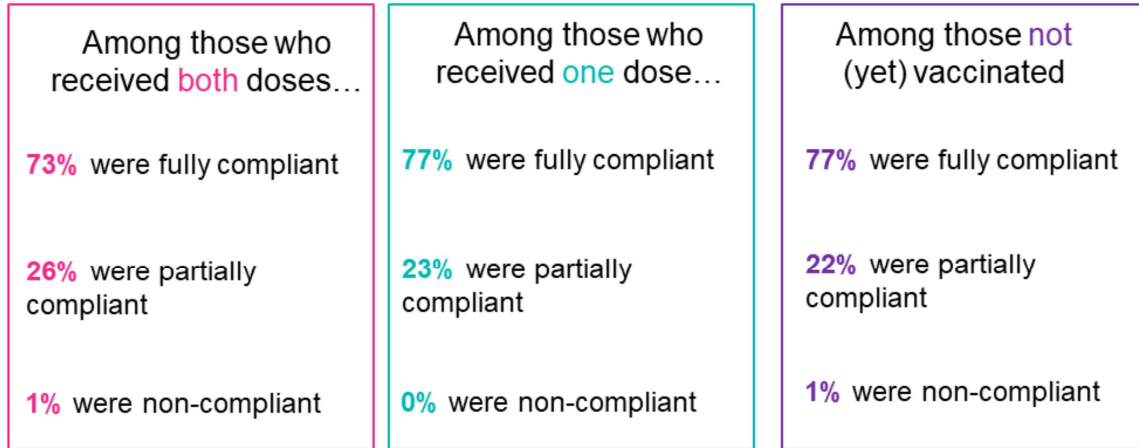 Among those who
received both doses…
73% were fully compliant
26% were partially
compliant
1% were non-compliant
Among those who
received one dose…
77% were fully compliant
23% were partially
compliant
0% were non-compliant
Among those not
(yet) vaccinated
77% were fully compliant
22% were partially
compliant
1% were non-compliant